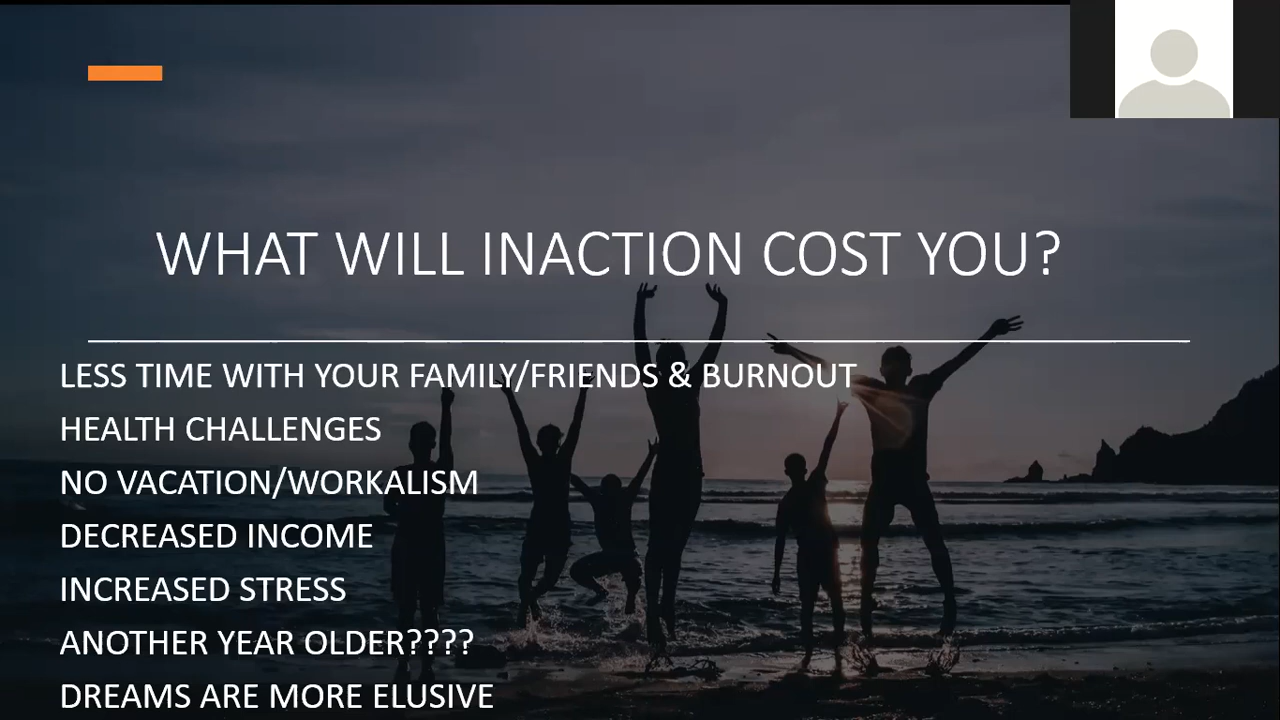 WHAT WILL INACTION COST YOU?
LESS TIME WITH YOUR FAMILY/FRIENDS & BURNOUT
HEALTH CHALLENGES
NO VACATION/WORKALISM
DECREASED INCOME
INCREASED STRESS
ANOTHER YEAR OLDER????
DREAMS ARE MORE ELUSIVE